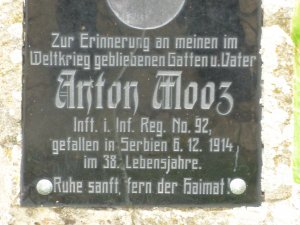 Zur Erinnerung an meinen im
Weltkrieg gebliebenen Gatten u. Vater
Anton Mooz
Inft. i. Inf. Reg. No. 92,
gefallen in Serbien 6. 12. 1914
im 38. Lebensjahre.
Ruhe sanft, fern der Haimat!